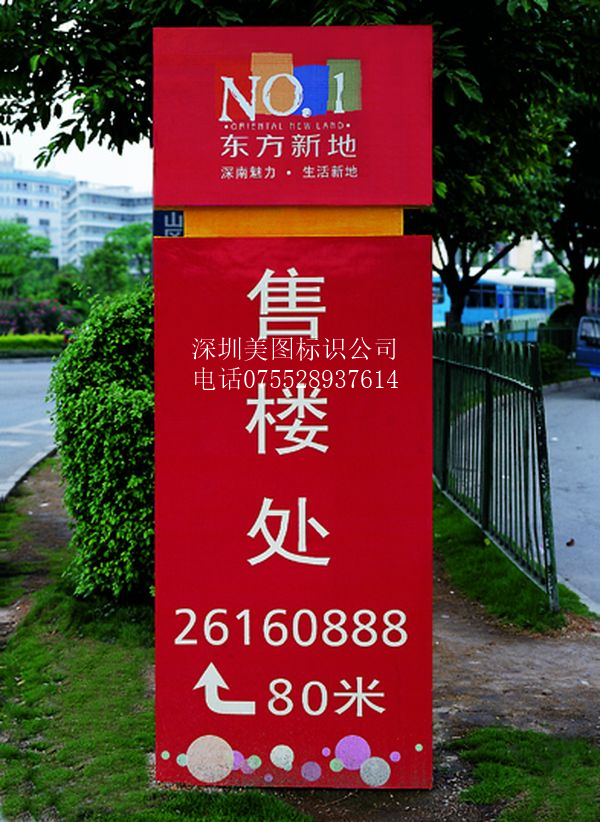 NO.1
·ORIENTAL NEW LAND·
东方新地
深南魅力·生活新地
山
区
售
深圳美图标识公司
电话075528937614
楼
处
26160888
80米